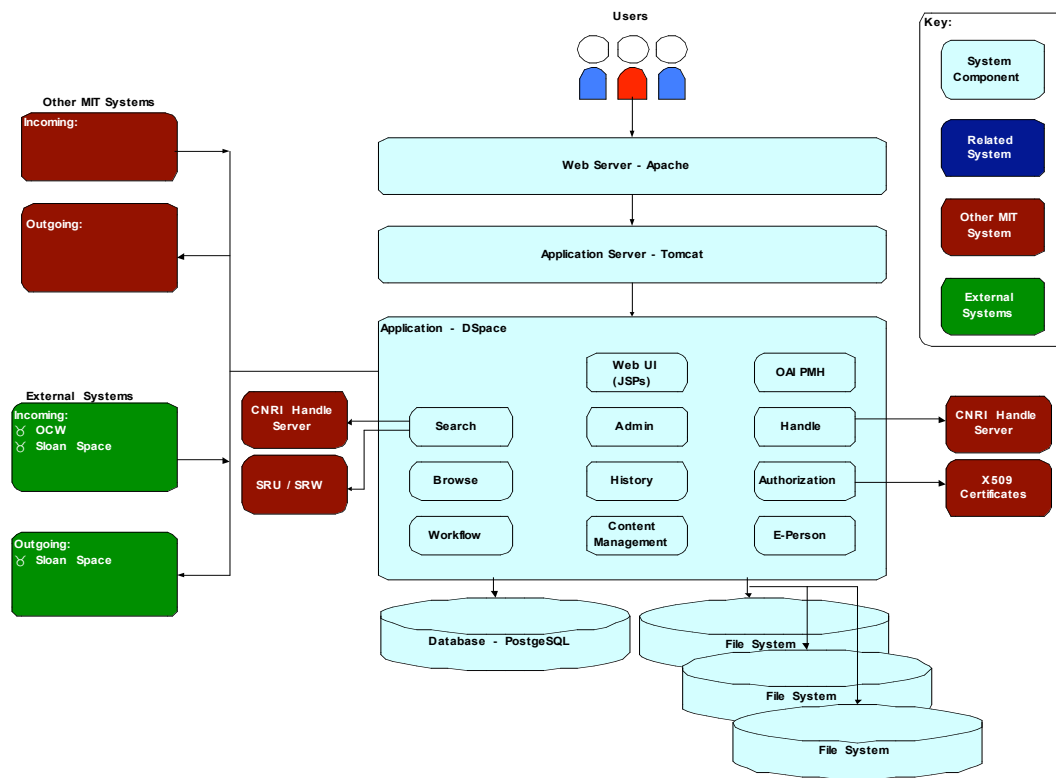 Users
Key:
System
Component
Related
System
Other MIT
System
External
Systems
Other MIT Systems
Incoming:
Outgoing:
Web Server - Apache
Application Server - Tomcat
Application - DSpace
Web UI
(JSPs)
OAI PMH
Search
Admin
Handle
Browse
History
Authorization
Workflow
Content
Management
E-Person
External Systems
Incoming:
♉ OCW
♉ Sloan Space
Outgoing:
♉ Sloan Space
CNRI Handle
Server
SRU / SRW
CNRI Handle
Server
X509
Certificates
Database - PostgeSQL
File System
File System
File System